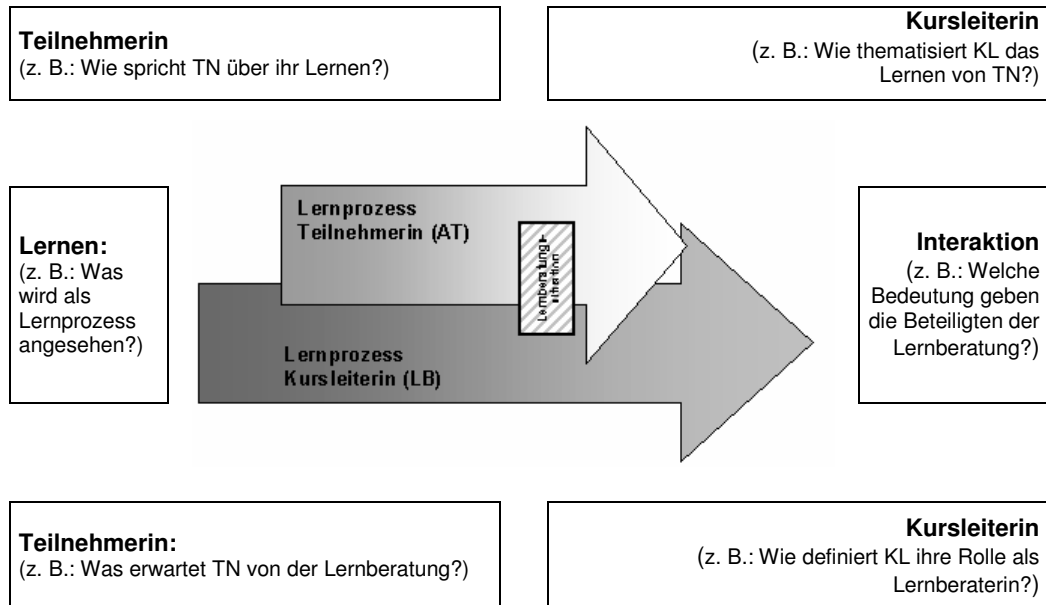 Teilnehmerin
(z. B.: Wie spricht TN über ihr Lernen?)
Kursleiterin
(z. B.: Wie thematisiert KL das
Lernen von TN?)
Lernen:
(z. B.: Was
wird als
Lernprozess
angesehen?)
Lernprozess
Teilnehmerin (AT)
Lernberatung
Lernprozess
Kursleiterin (LB)
Interaktion
(z. B.: Welche
Bedeutung geben
die Beteiligten der
Lernberatung?)
Teilnehmerin:
(z. B.: Was erwartet TN von der Lernberatung?)
Kursleiterin
(z. B.: Wie definiert KL ihre Rolle als
Lernberaterin?)